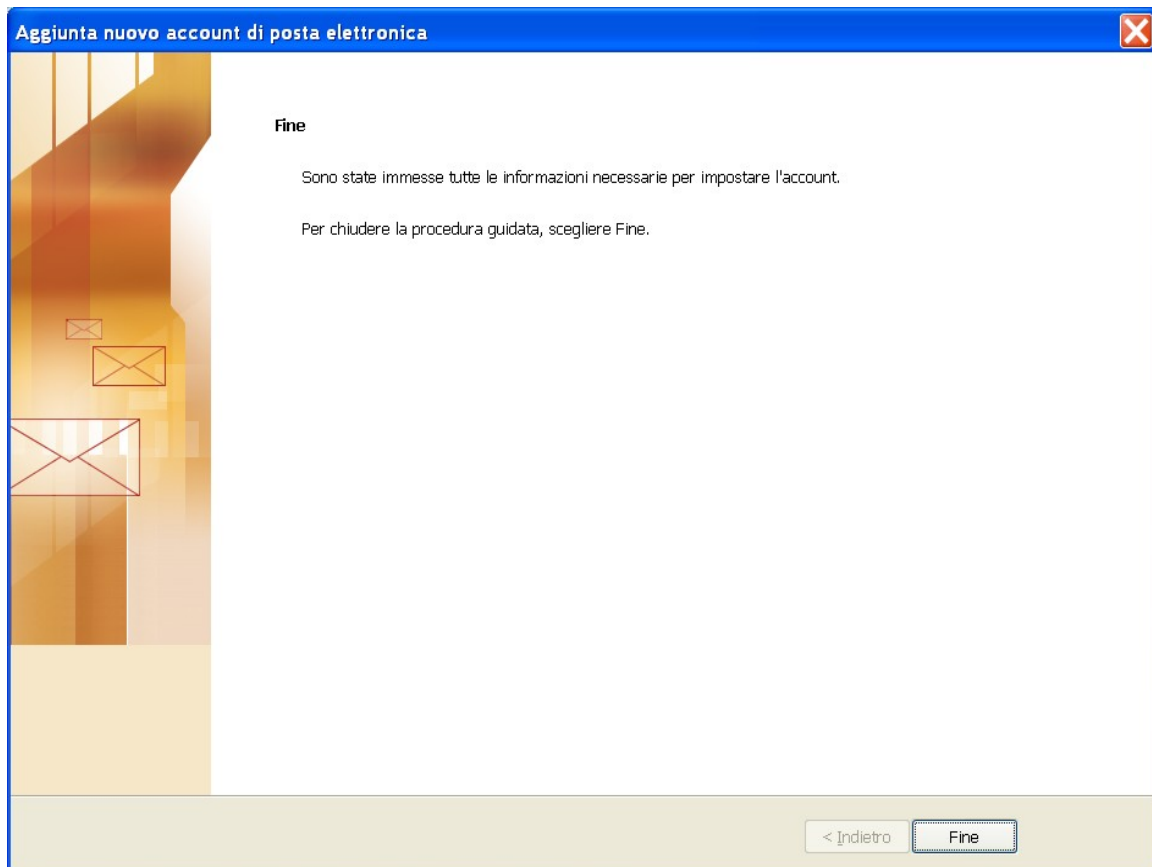 Aggiunta nuovo account di posta elettronica
Fine
Sono state immesse tutte le informazioni necessarie per impostare l'account.
Per chiudere la procedura guidata, scegliere Fine.
< Indietro
Fine